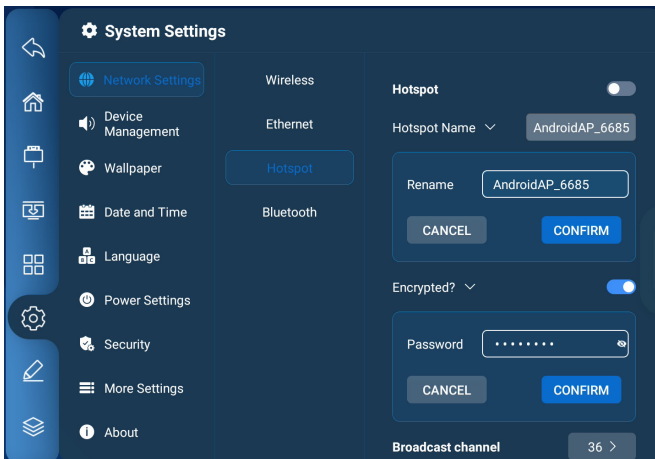 System Settings
Network Settings
Device
Management
Wallpaper
Date and Time
A
B C
Language
Power Settings
Security
More Settings
About
Wireless
Ethernet
Hotspot
Bluetooth
Hotspot
Hotspot Name AndroidAP_6685
Rename AndroidAP_6685
CANCEL CONFIRM
Encrypted?
Password ········
CANCEL CONFIRM
Broadcast channel 36 >